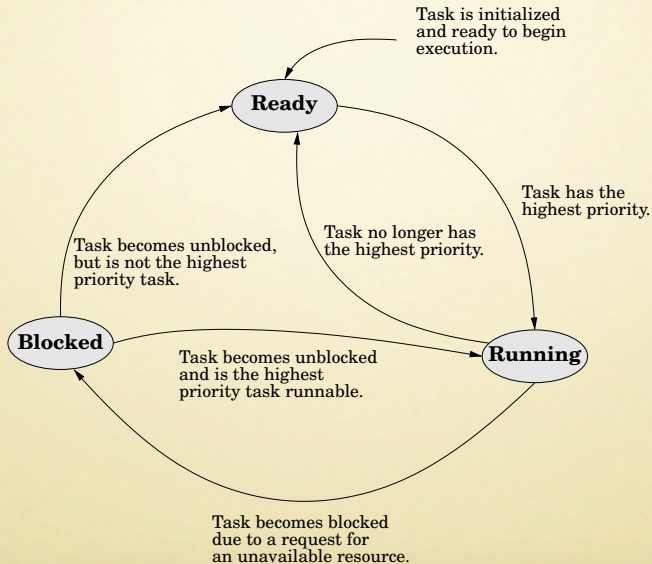 Task is initialized
and ready to begin
execution.
Ready
Task has the
highest priority.
Task no longer has
the highest priority.
Task becomes unblocked,
but is not the highest
priority task.
Blocked
Running
Task becomes unblocked
and is the highest
priority task runnable.
Task becomes blocked
due to a request for
an unavailable resource.